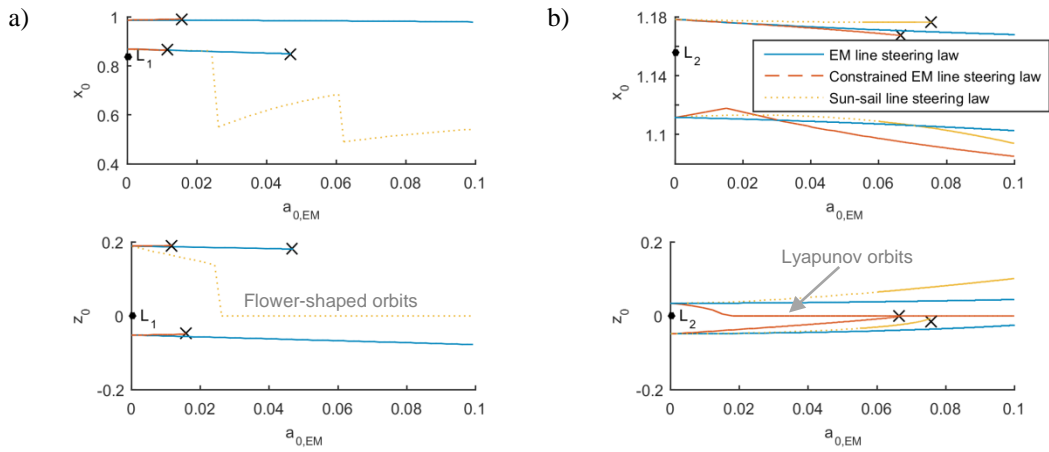 a)
1
0.8
0.6
0.4
x0
L1
0
0.02
0.04
0.06
0.08
0.1
a0,EM
0.2
0
-0.2
z0
L1
Flower-shaped orbits
0
0.02
0.04
0.06
0.08
0.1
a0,EM
b)
1.18
1.14
1.1
x0
L2
EM line steering law
Constrained EM line steering law
Sun-sail line steering law
0
0.02
0.04
0.06
0.08
0.1
a0,EM
0.2
0
-0.2
z0
L2
Lyapunov orbits
0
0.02
0.04
0.06
0.08
0.1
a0,EM